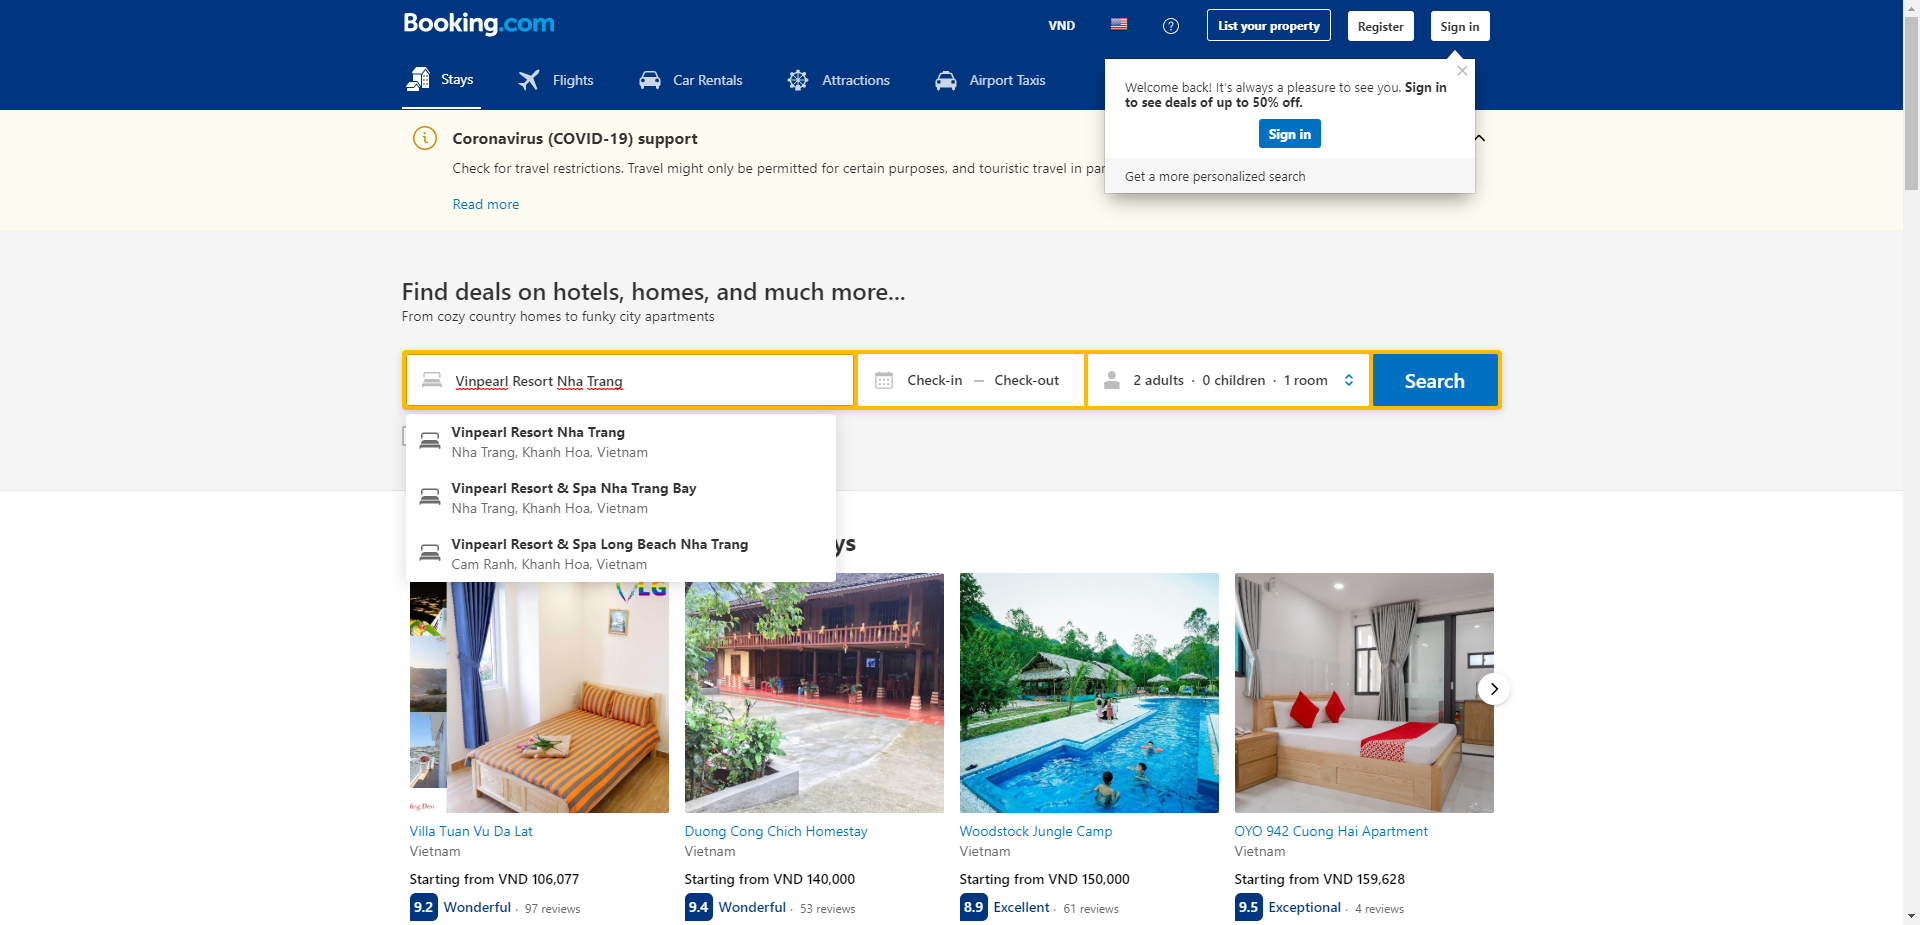 Booking.com
VND
?
List your property
Register
Sign in
Stays
Flights
Car Rentals
Attractions
Airport Taxis
Welcome back! It's always a pleasure to see you. Sign in
to see deals of up to 50% off.
Sign in
Get a more personalized search
Coronavirus (COVID-19) support
Check for travel restrictions. Travel might only be permitted for certain purposes, and touristic travel in
Read more
Find deals on hotels, homes, and much more...
From cozy country homes to funky city apartments
Vinpearl Resort Nha Trang
Check-in — Check-out
2 adults · 0 children · 1 room
Search
Vinpearl Resort Nha Trang
Nha Trang, Khanh Hoa, Vietnam
Vinpearl Resort & Spa Nha Trang Bay
Nha Trang, Khanh Hoa, Vietnam
Vinpearl Resort & Spa Long Beach Nha Trang
Cam Ranh, Khanh Hoa, Vietnam
VLG
Villa Tuan Vu Da Lat
Vietnam
Starting from VND 106,077
9.2 Wonderful · 97 reviews
Duong Cong Chich Homestay
Vietnam
Starting from VND 140,000
9.4 Wonderful · 53 reviews
Woodstock Jungle Camp
Vietnam
Starting from VND 150,000
8.9 Excellent · 61 reviews
OYO 942 Cuong Hai Apartment
Vietnam
Starting from VND 159,628
9.5 Exceptional · 4 reviews